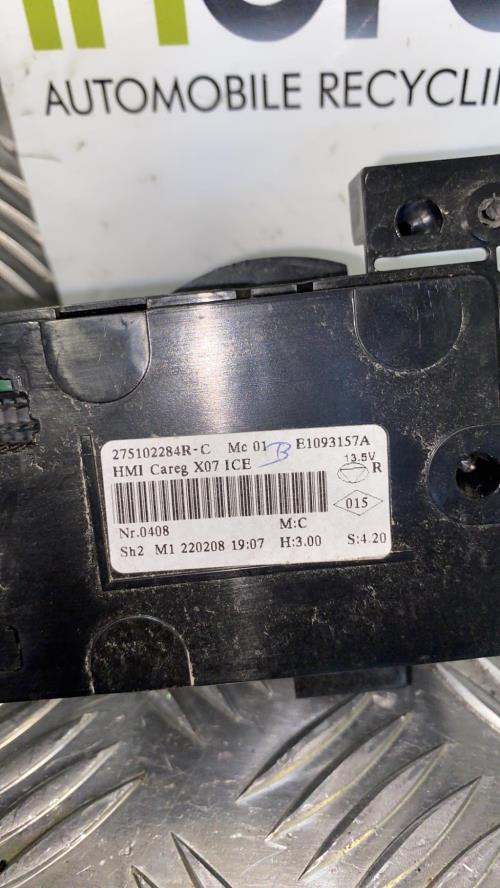 AUTOMOBILE RECYCLIN
275102284R-C Mc 01 B E1093157A
HMI Careg X07 ICE 13.5V
R
015
Nr.0408 M:C
Sh2 M1 220208 19:07 H:3.00 S:4.20